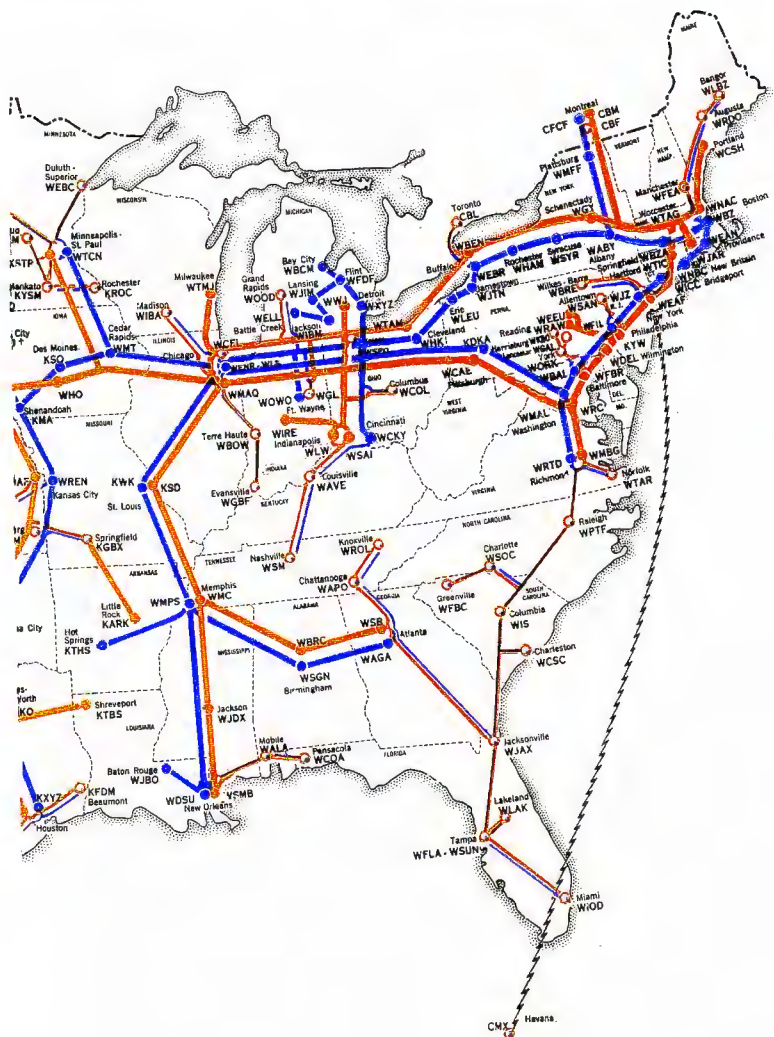 MAINE
Bangor
WLBZ
Augusta
WRDO
Portland
WCSH
Montreal
CBM
CFCF
CBF
VERMONT
NEW HAMP.
Plattsburg
WMFF
NEW YORK
Manchester
WFEA
MINNESOTA
Duluth-
Superior
WEBC
WISCONSIN
MICHIGAN
Toronto
CBL
Schenectady
WGY
Worcester
WTAG
WNAC
Boston
WBZ
WEAN
Providence
WJAR
WNBC New Britain
WICC Bridgeport
Minneapolis-
St. Paul
WTCN
KSTP
Mankato
KYSM
Rochester
KROC
IOWA
Milwaukee
WTMJ
Madison
WIBA
Grand
Rapids
WOOD
Lansing
WJIM
Bay City
WBCM
Flint
WFDF
WELL
Battle Creek
Jackson
WIBM
WWJ
Detroit
WXYZ
Buffalo
WBEN
WEBR
Rochester
WHAM
Syracuse
WSYR
WABY
Albany
Springfield
WBZA
Hartford
WTIC
Jamestown
WJTN
Erie
WLEU
PENNA.
Wilkes-Barre
WBRE
Allentown
WSAN
WJZ
WEAF
New York
Reading
WEEU
WRAW
WFIL
KYW
Philadelphia
Harrisburg
WKBO
Lancaster
York
WORK
WDEL
Wilmington
WBAL
WFBR
Baltimore
DEL.
MD.
City
Des Moines
KSO
Cedar
Rapids
WMT
ILLINOIS
Chicago
WCFL
WENR-WLS
WMAQ
WTAM
Cleveland
WHK
WSPD
KDKA
WCAE
Pittsburgh
WHO
Shenandoah
KMA
MISSOURI
WOWO
Ft. Wayne
WGL
OHIO
Columbus
WCOL
WEST
VIRGINIA
WMAL
Washington
WRC
WIRE
Indianapolis
WLW
WSAI
Cincinnati
WCKY
Terre Haute
WBOW
INDIANA
Evansville
WGBF
KENTUCKY
Louisville
WAVE
VIRGINIA
WRTD
Richmond
WMBG
Norfolk
WTAR
WREN
Kansas City
KWK
KSD
St. Louis
Springfield
KGBX
ARKANSAS
TENNESSEE
Nashville
WSM
Knoxville
WROL
NORTH CAROLINA
Raleigh
WPTF
Charlotte
WSOC
Greenville
WFBC
SOUTH
CAROLINA
Columbia
WIS
Charleston
WCSC
Chattanooga
WAPO
ALABAMA
GEORGIA
Memphis
WMC
WMPS
Little
Rock
KARK
Hot
Springs
KTHS
MISSISSIPPI
WBRC
WSB
Atlanta
WAGA
WSGN
Birmingham
Shreveport
KTBS
LOUISIANA
Jackson
WJDX
Mobile
WALA
Pensacola
WCOA
FLORIDA
Jacksonville
WJAX
Baton Rouge
WJBO
WDSU
New Orleans
WSMB
KXYZ
Houston
KFDM
Beaumont
Lakeland
WLAK
Tampa
WFLA - WSUN
Miami
WIOD
CMX
Havana